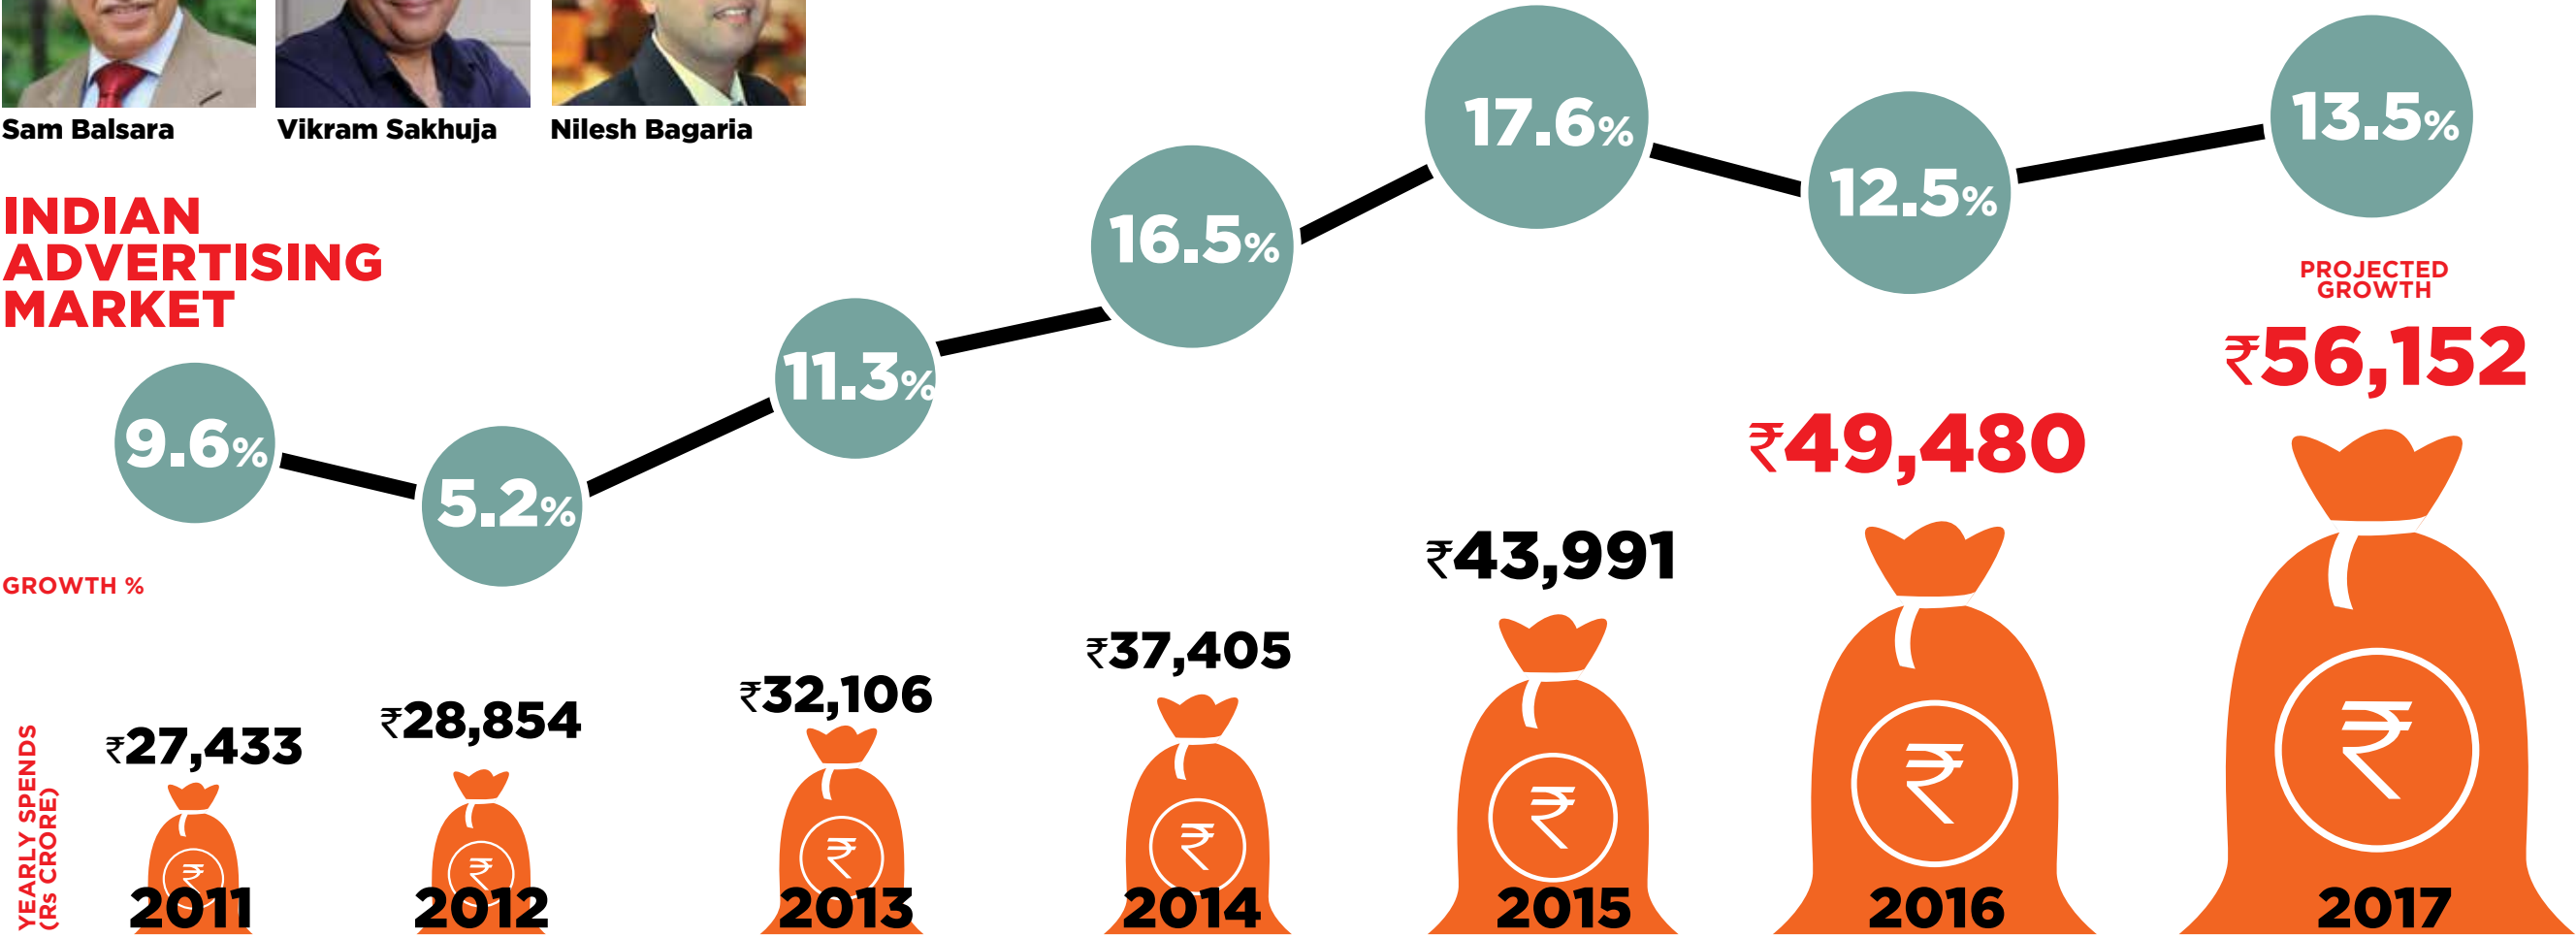 Sam Balsara
Vikram Sakhuja
Nilesh Bagaria
INDIAN
ADVERTISING
MARKET
9.6%
5.2%
11.3%
16.5%
17.6%
12.5%
13.5%
PROJECTED
GROWTH
GROWTH %
YEARLY SPENDS
(Rs CRORE)
₹27,433
₹28,854
₹32,106
₹37,405
₹43,991
₹49,480
₹56,152
₹
₹
₹
₹
₹
₹
₹
2011
2012
2013
2014
2015
2016
2017